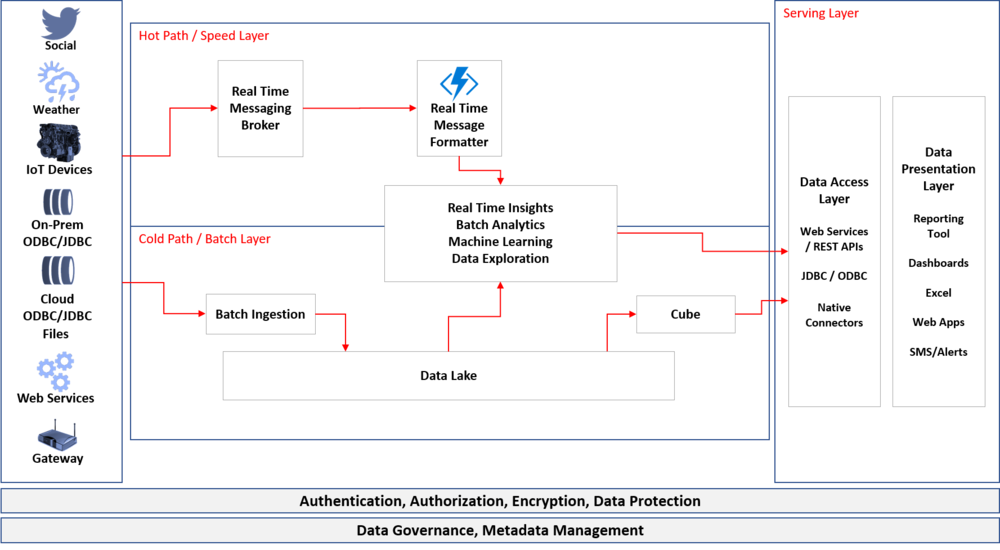 Social
Weather
IoT Devices
On-Prem
ODBC/JDBC
Cloud
ODBC/JDBC
Files
Web Services
Gateway
Hot Path / Speed Layer
Real Time
Messaging
Broker
Real Time
Message
Formatter
Real Time Insights
Batch Analytics
Machine Learning
Data Exploration
Cold Path / Batch Layer
Batch Ingestion
Data Lake
Cube
Serving Layer
Data Access
Layer
Web Services
/ REST APIs
JDBC / ODBC
Native
Connectors
Data
Presentation
Layer
Reporting
Tool
Dashboards
Excel
Web Apps
SMS/Alerts
Authentication, Authorization, Encryption, Data Protection
Data Governance, Metadata Management